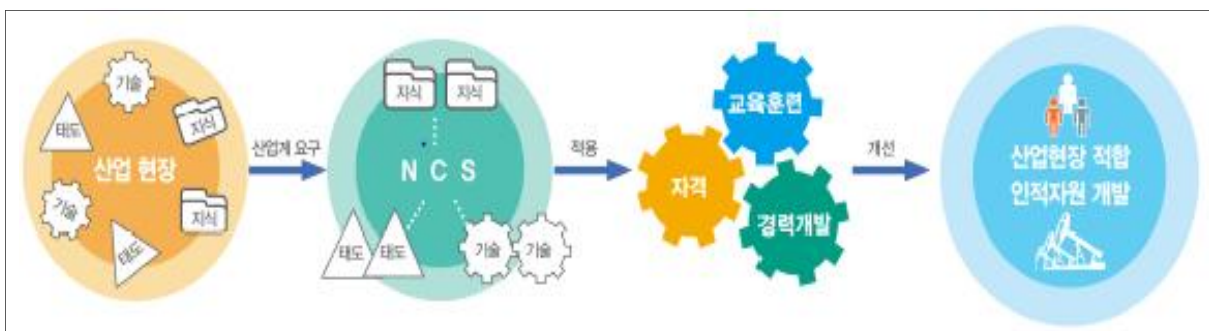 기술
태도
지식
산업 현장
기술
지식
태도
산업계 요구
지식 지식
N C S
태도 태도
기술 기술
적용
교육훈련
자격
경력개발
개선
산업현장 적합
인적자원 개발